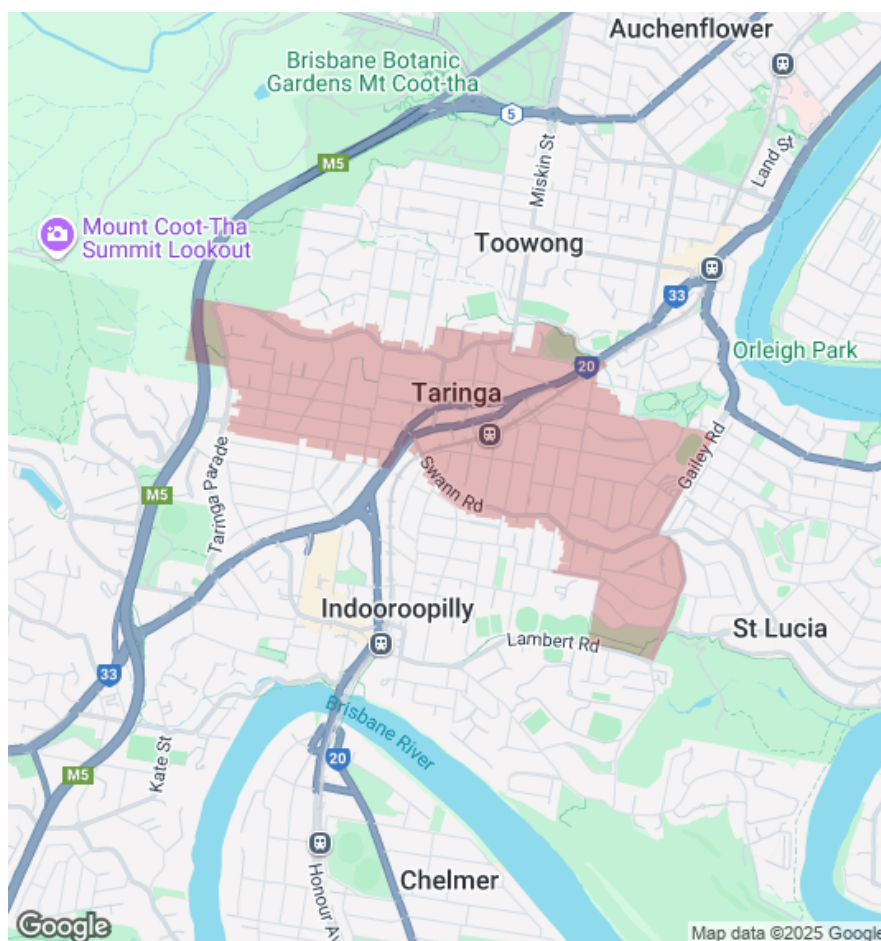 Auchenflower
Brisbane Botanic
Gardens Mt Coot-tha
5
Land St
M5
Miskin St
Mount Coot-Tha
Summit Lookout
Toowong
33
Orleigh Park
20
Taringa
Gailey Rd
Swann Rd
Taringa Parade
M5
Indooroopilly
St Lucia
Lambert Rd
33
Brisbane River
Kate St
20
M5
Chelmer
Honour Av
Google
Map data ©2025 Google